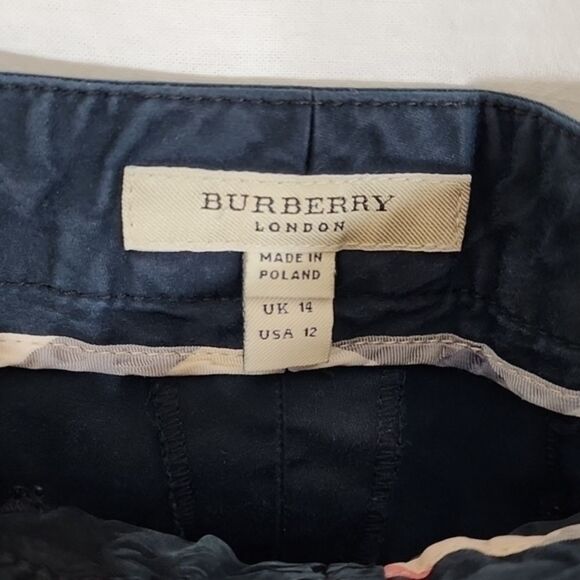 BURBERRY
LONDON
MADE IN
POLAND
UK 14
USA 12